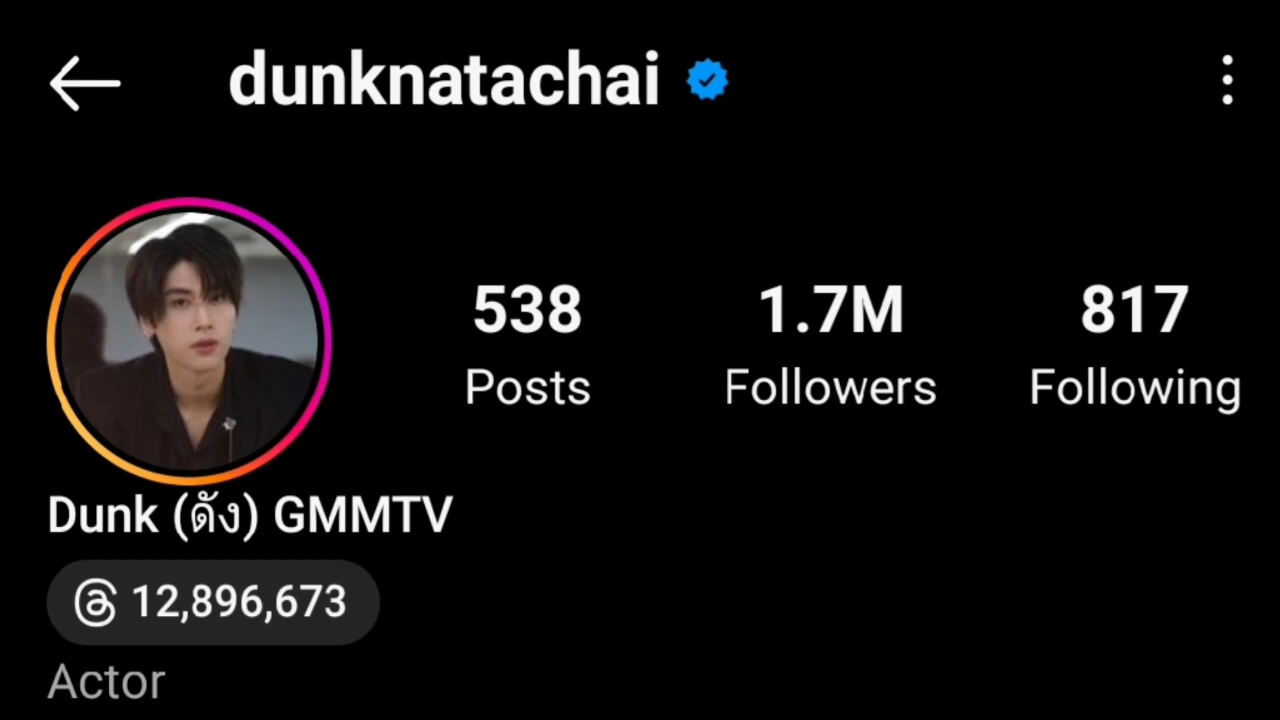 dunknatachai
538 1.7M 817
Posts Followers Following
Dunk (ดัง) GMMTV
12,896,673
Actor